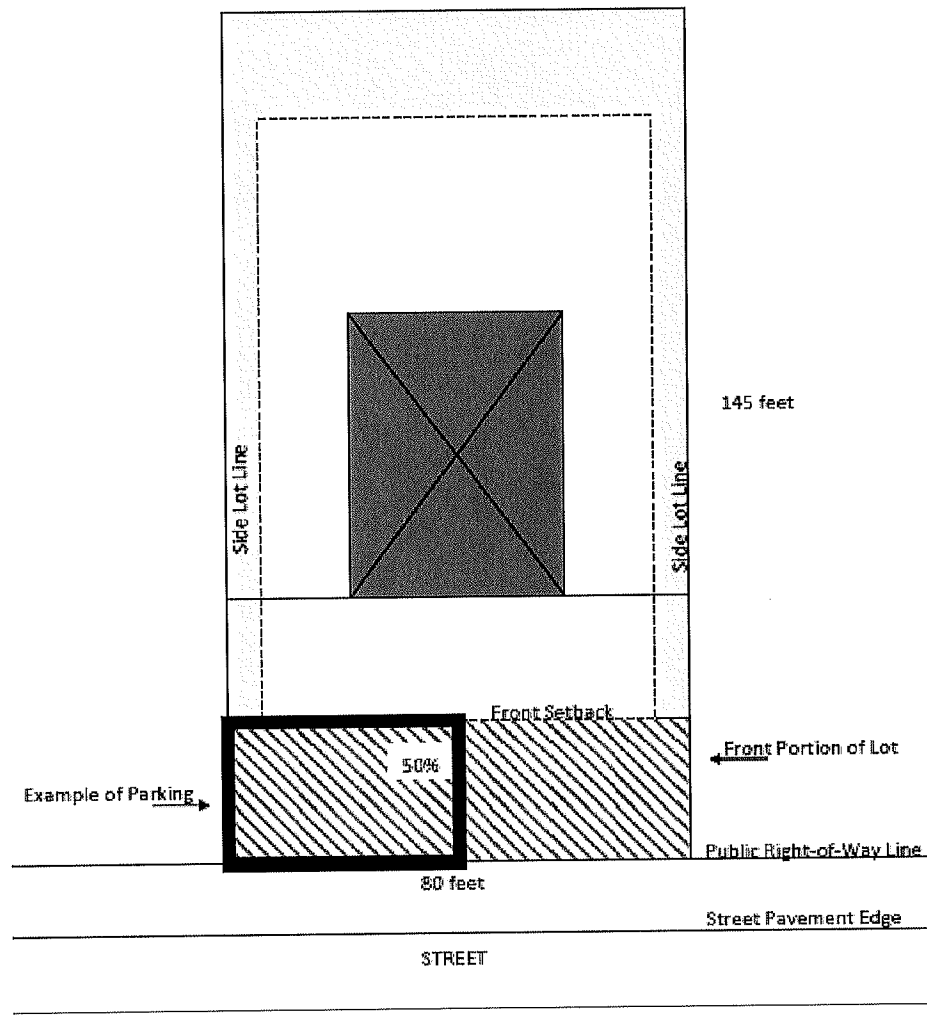 145 feet
Side Lot Line
Side Lot Line
Front Setback
Front Portion of Lot
50%
Example of Parking
Public Right-of-Way Line
80 feet
Street Pavement Edge
STREET